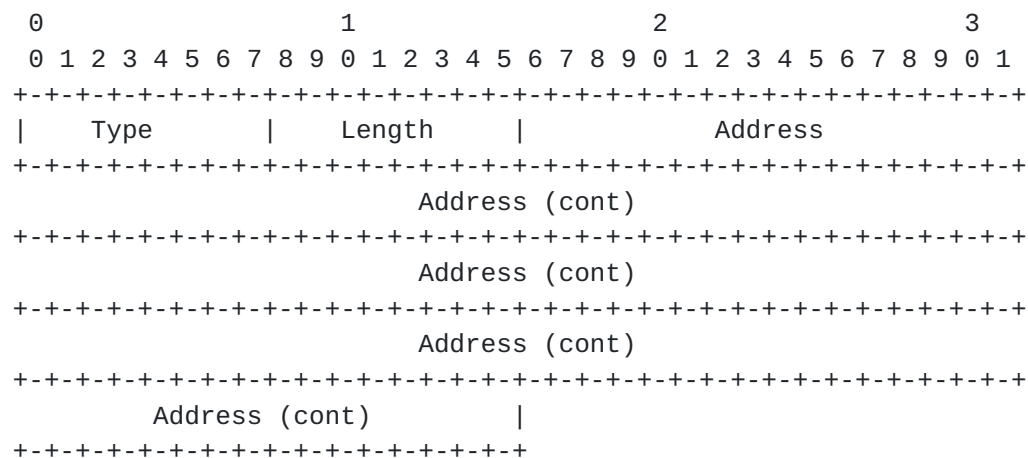 0                   1                   2                   3
 0 1 2 3 4 5 6 7 8 9 0 1 2 3 4 5 6 7 8 9 0 1 2 3 4 5 6 7 8 9 0 1
+-+-+-+-+-+-+-+-+-+-+-+-+-+-+-+-+-+-+-+-+-+-+-+-+-+-+-+-+-+-+-+-+
|    Type       |    Length     |            Address
+-+-+-+-+-+-+-+-+-+-+-+-+-+-+-+-+-+-+-+-+-+-+-+-+-+-+-+-+-+-+-+-+
                         Address (cont)
+-+-+-+-+-+-+-+-+-+-+-+-+-+-+-+-+-+-+-+-+-+-+-+-+-+-+-+-+-+-+-+-+
                         Address (cont)
+-+-+-+-+-+-+-+-+-+-+-+-+-+-+-+-+-+-+-+-+-+-+-+-+-+-+-+-+-+-+-+-+
                         Address (cont)
+-+-+-+-+-+-+-+-+-+-+-+-+-+-+-+-+-+-+-+-+-+-+-+-+-+-+-+-+-+-+-+-+
        Address (cont)          |
+-+-+-+-+-+-+-+-+-+-+-+-+-+-+-+-+